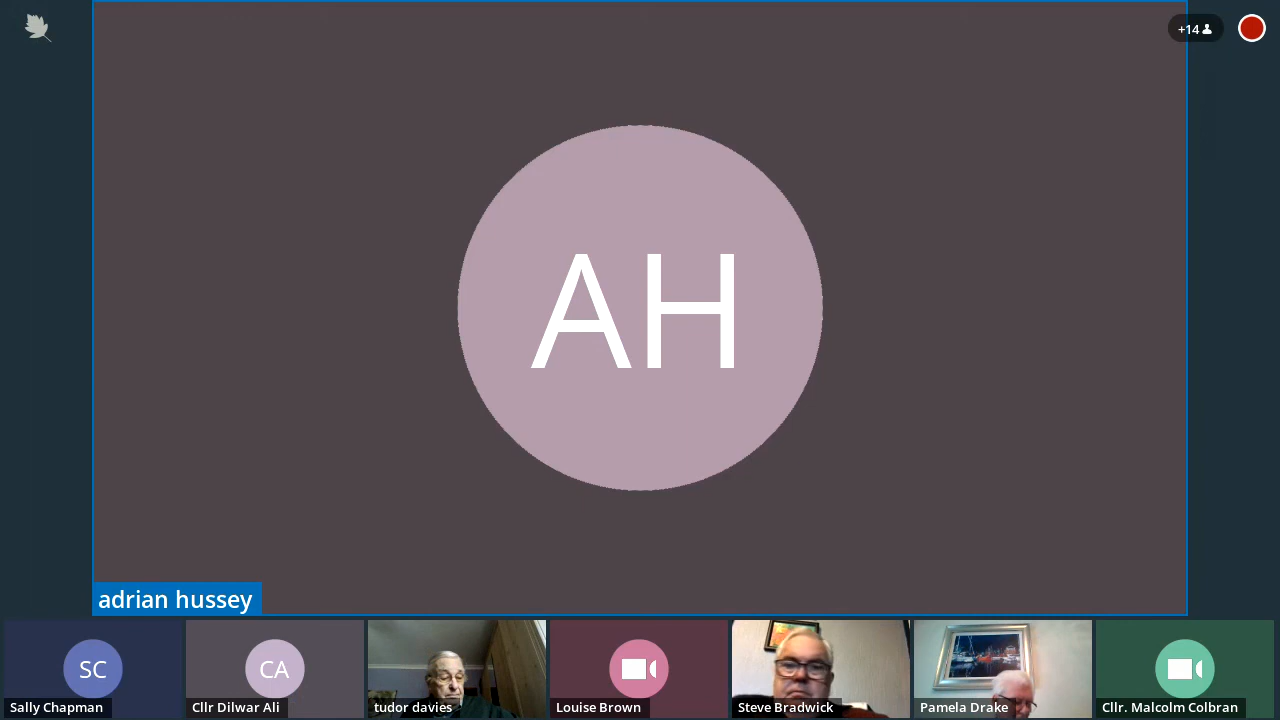 +14
AH
adrian hussey
SC
CA
Sally Chapman
Cllr Dilwar Ali
tudor davies
Louise Brown
Steve Bradwick
Pamela Drake
Cllr. Malcolm Colbran